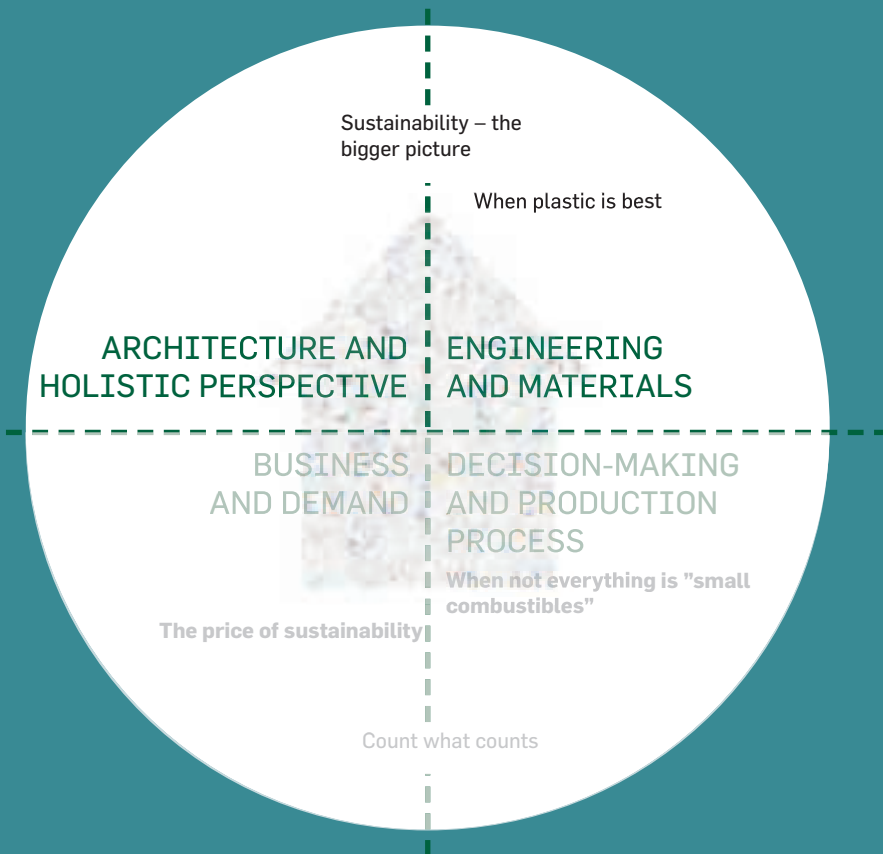 Sustainability – the
bigger picture
When plastic is best
ARCHITECTURE AND
HOLISTIC PERSPECTIVE
ENGINEERING
AND MATERIALS
BUSINESS
AND DEMAND
DECISION-MAKING
AND PRODUCTION
PROCESS
When not everything is ”small
combustibles”
The price of sustainability
Count what counts